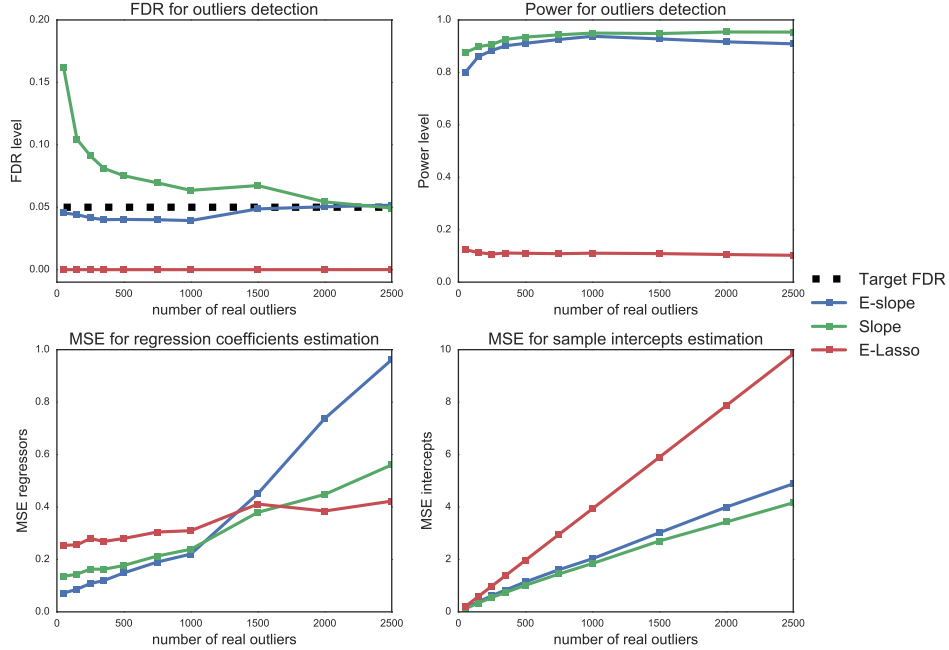 FDR for outliers detection
0.20
0.15
0.10
0.05
0.00
FDR level
0 500 1000 1500 2000 2500
number of real outliers
Power for outliers detection
1.0
0.8
0.6
0.4
0.2
0.0
Power level
0 500 1000 1500 2000 2500
number of real outliers
Target FDR
E-slope
Slope
E-Lasso
MSE for regression coefficients estimation
1.0
0.8
0.6
0.4
0.2
0.0
MSE regressors
0 500 1000 1500 2000 2500
number of real outliers
MSE for sample intercepts estimation
10
8
6
4
2
0
MSE intercepts
0 500 1000 1500 2000 2500
number of real outliers